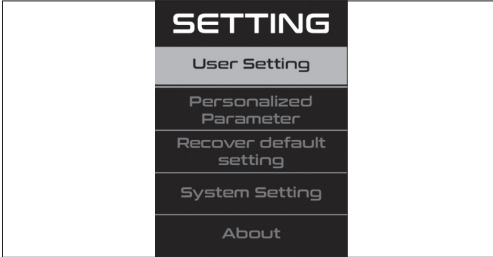 SETTING
User Setting
Personalized
Parameter
Recover default
setting
System Setting
About